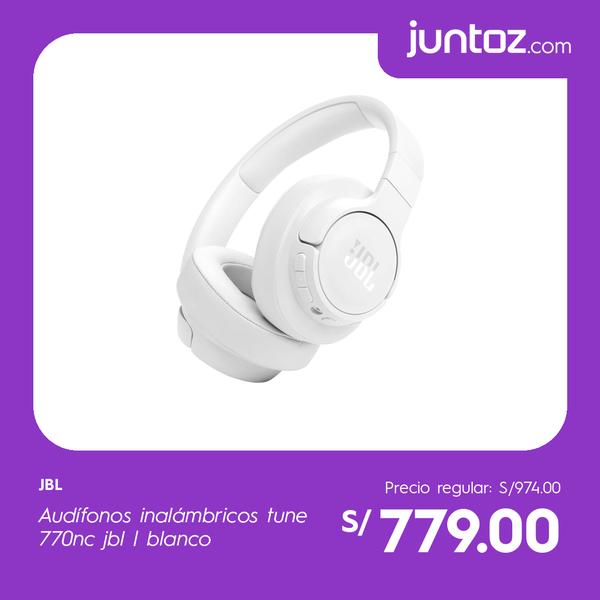 juntoz.com
JBL
JBL
Audífonos inalámbricos tune
770nc jbl | blanco
Precio regular: S/974.00
S/779.00